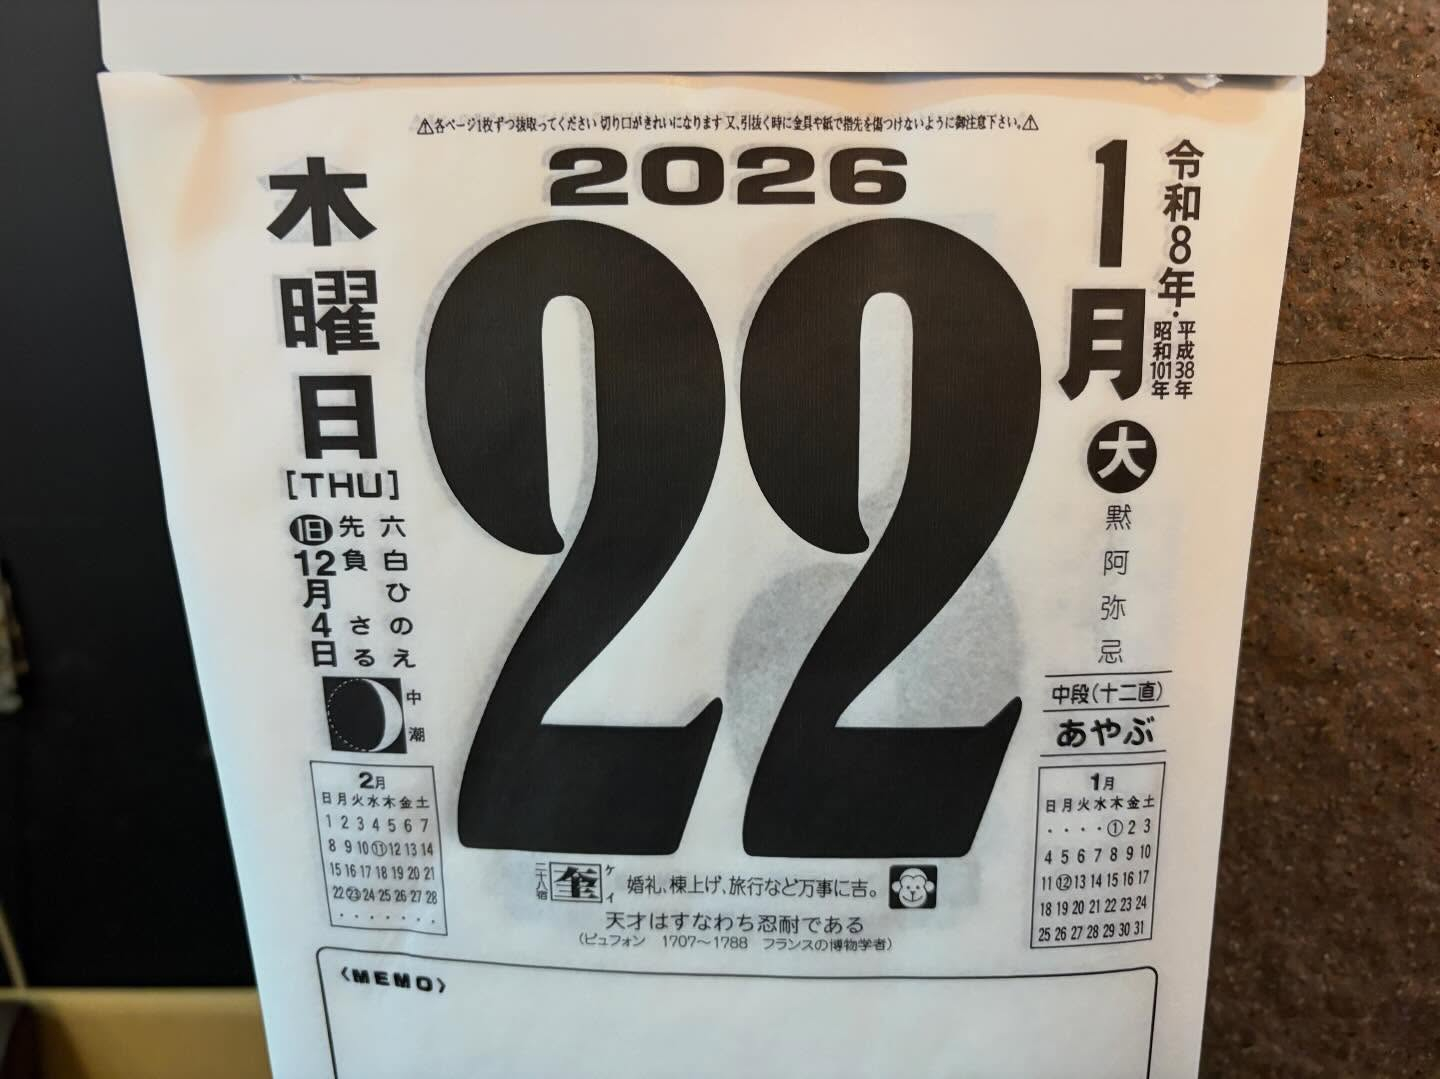 ⚠各ページ1枚ずつ抜取ってください 切り口がきれいになります 又、引抜く時に金具や紙で指先を傷つけないように御注意下さい。⚠
2026
1月
大
令和8年・平成38年
昭和101年
黙阿弥忌
中段(十二直)
あやぶ
22
木曜日
[THU]
旧12月4日
先負
六白ひのえさる
中潮
2月
日月火水木金土
1 2 3 4 5 6 7
8 9 10 11 12 13 14
15 16 17 18 19 20 21
22 23 24 25 26 27 28
・・・・・・・
1月
日月火水木金土
・・・・① 2 3
4 5 6 7 8 9 10
11 ⑫ 13 14 15 16 17
18 19 20 21 22 23 24
25 26 27 28 29 30 31
二十八宿 奎 ケイ 婚礼、棟上げ、旅行など万事に吉。
天才はすなわち忍耐である
(ビュフォン 1707〜1788 フランスの博物学者)
〈MEMO〉